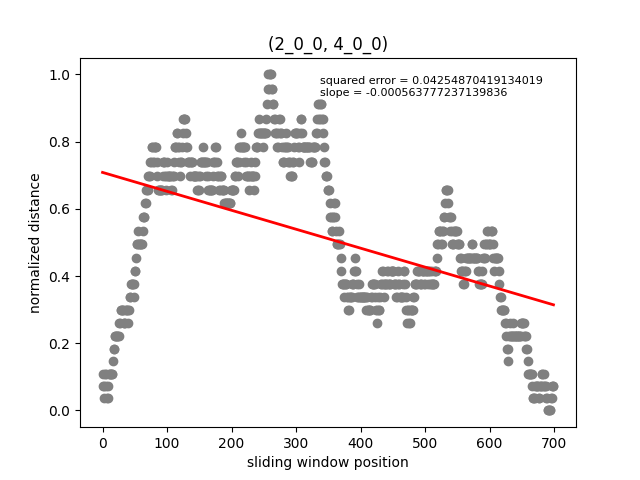 (2_0_0, 4_0_0)
squared error = 0.04254870419134019
slope = -0.000563777237139836
normalized distance
1.0
0.8
0.6
0.4
0.2
0.0
0 100 200 300 400 500 600 700
sliding window position